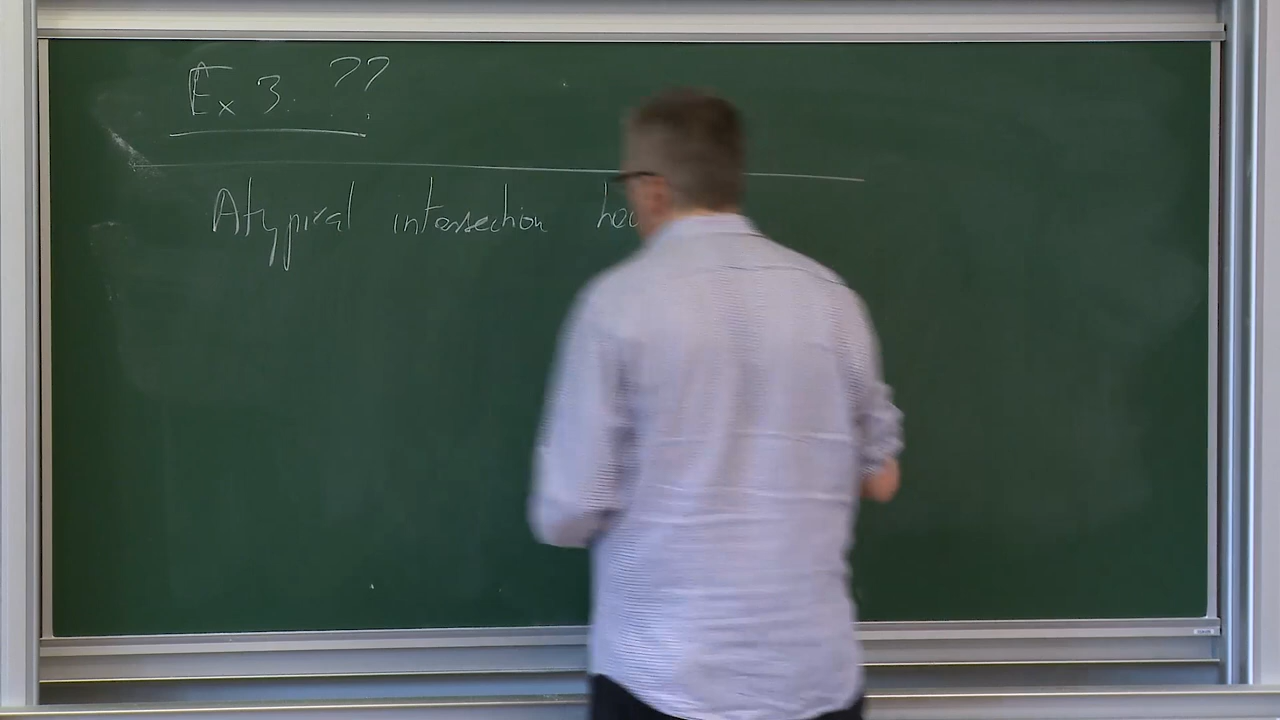 Ex 3. ??
Atypical intersection